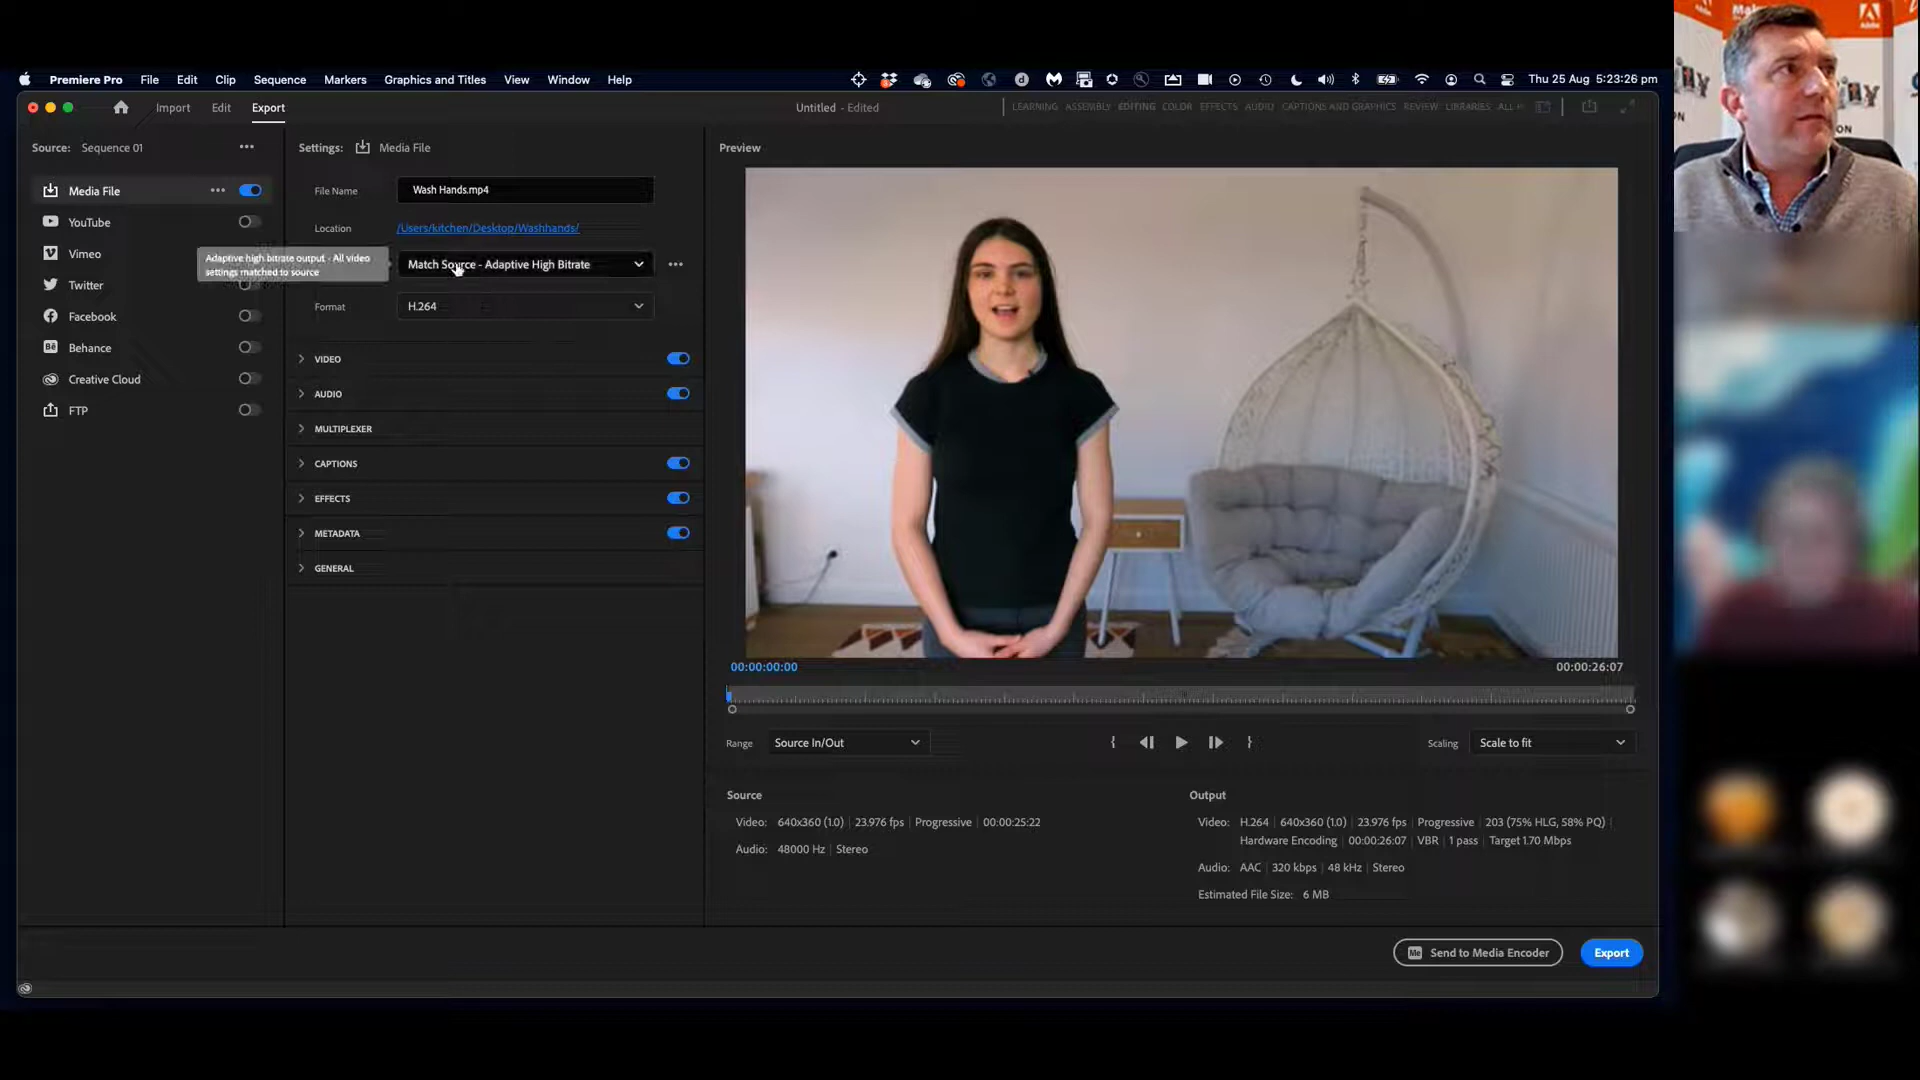 Premiere Pro File Edit Clip Sequence Markers Graphics and Titles View Window Help Thu 25 Aug 5:23:26 pm
Import Edit Export Untitled - Edited LEARNING ASSEMBLY EDITING COLOR EFFECTS AUDIO CAPTIONS AND GRAPHICS REVIEW LIBRARIES
Source: Sequence 01
Media File
YouTube
Vimeo
Twitter
Facebook
Behance
Creative Cloud
FTP
Settings: Media File
File Name Wash Hands.mp4
Location /Users/kitchen/Desktop/Washhands/
Adaptive high bitrate output - All video
settings matched to source
Match Source - Adaptive High Bitrate
Format H.264
VIDEO
AUDIO
MULTIPLEXER
CAPTIONS
EFFECTS
METADATA
GENERAL
Preview
00:00:00:00 00:00:26:07
Range Source In/Out Scaling Scale to fit
Source
Video: 640x360 (1.0) | 23.976 fps | Progressive | 00:00:25:22
Audio: 48000 Hz | Stereo
Output
Video: H.264 | 640x360 (1.0) | 23.976 fps | Progressive | 203 (75% HLG, 58% PQ) |
Hardware Encoding | 00:00:26:07 | VBR | 1 pass | Target 1.70 Mbps
Audio: AAC | 320 kbps | 48 kHz | Stereo
Estimated File Size: 6 MB
Send to Media Encoder Export